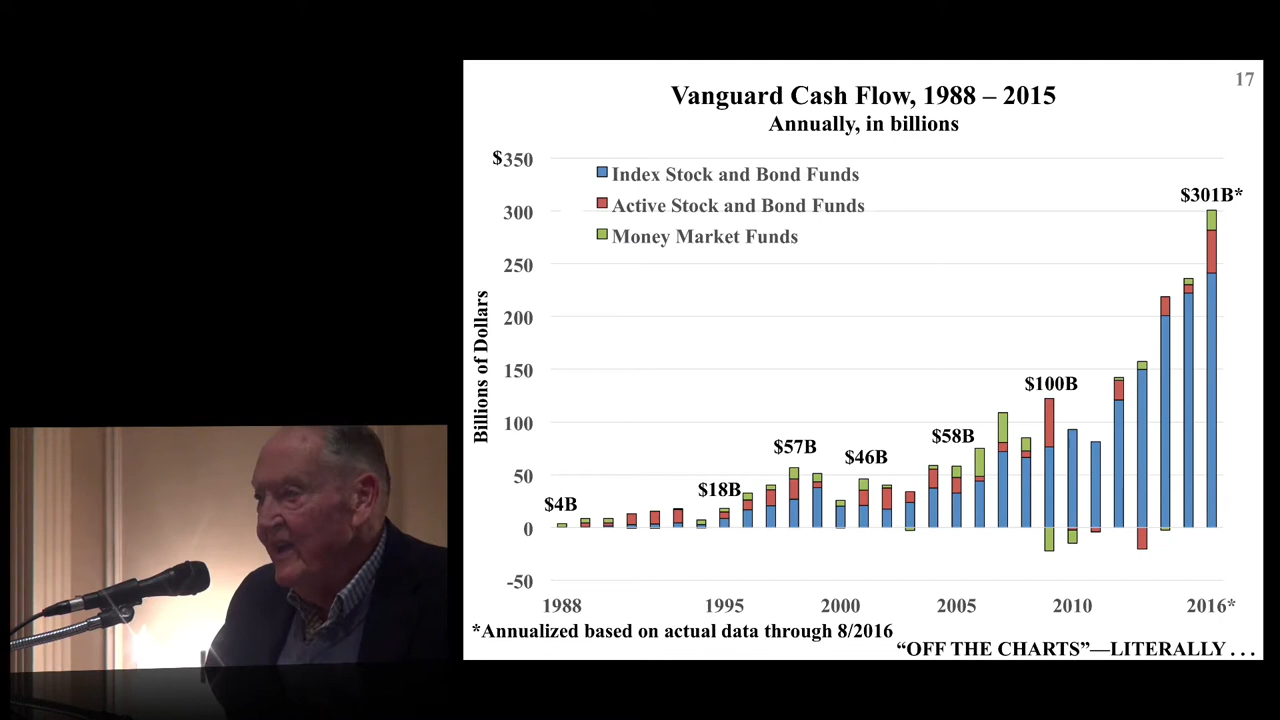 17
Vanguard Cash Flow, 1988 – 2015
Annually, in billions
$350
Index Stock and Bond Funds
$301B*
Active Stock and Bond Funds
300
Money Market Funds
250
Billions of Dollars
200
150
$100B
100
$58B
$57B
$46B
50
$18B
$4B
0
-50
1988 1995 2000 2005 2010 2016*
*Annualized based on actual data through 8/2016
“OFF THE CHARTS”—LITERALLY . . .